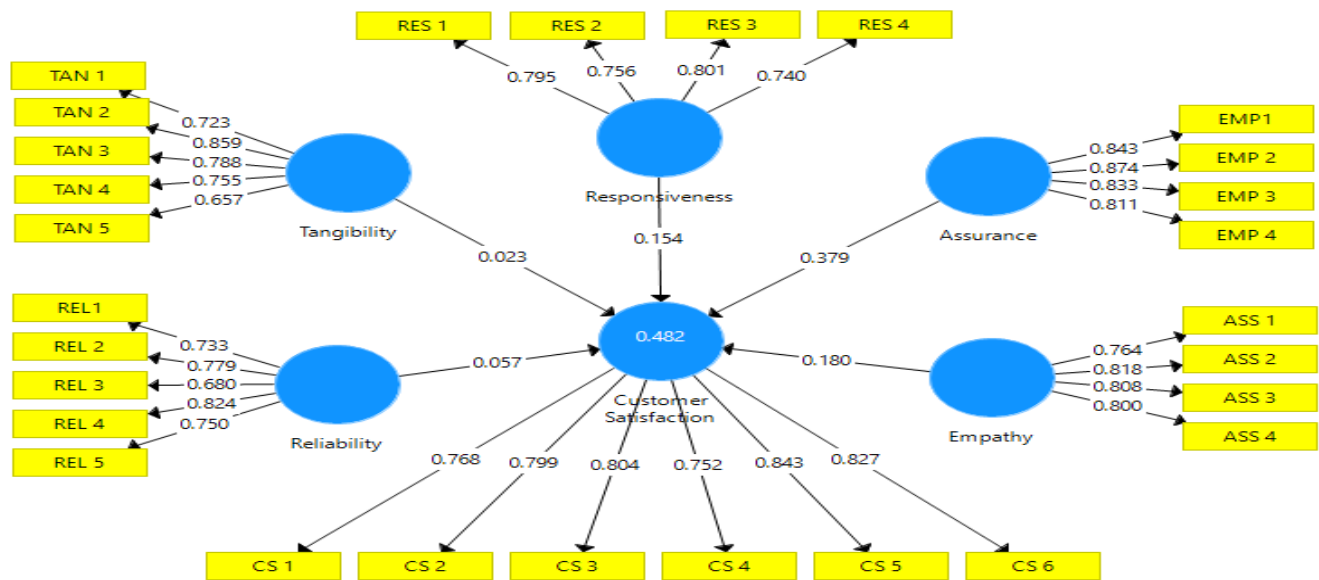 RES 1
RES 2
RES 3
RES 4
0.795
0.756
0.801
0.740
Responsiveness
0.154
TAN 1
TAN 2
TAN 3
TAN 4
TAN 5
0.723
0.859
0.788
0.755
0.657
Tangibility
0.023
EMP1
EMP 2
EMP 3
EMP 4
0.843
0.874
0.833
0.811
Assurance
0.379
REL1
REL 2
REL 3
REL 4
REL 5
0.733
0.779
0.680
0.824
0.750
Reliability
0.057
0.482
Customer
Satisfaction
0.180
ASS 1
ASS 2
ASS 3
ASS 4
0.764
0.818
0.808
0.800
Empathy
0.768
0.799
0.804
0.752
0.843
0.827
CS 1
CS 2
CS 3
CS 4
CS 5
CS 6